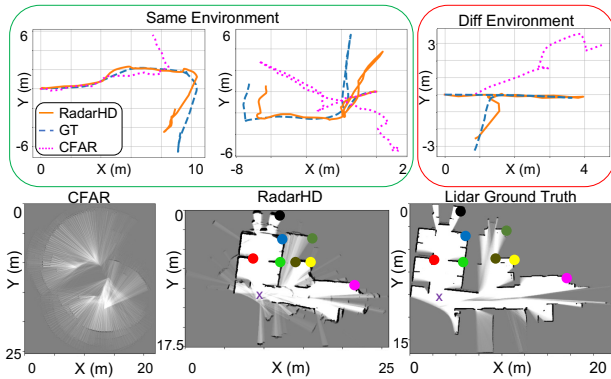 Same Environment
Diff Environment
6
Y (m)
-6
0
10
X (m)
RadarHD
GT
CFAR
6
Y (m)
-6
-8
2
X (m)
3
Y (m)
-3
0
4
X (m)
CFAR
RadarHD
Lidar Ground Truth
0
Y (m)
25
0
20
X (m)
0
Y (m)
17.5
0
25
X (m)
X
0
Y (m)
15
0
20
X (m)
X